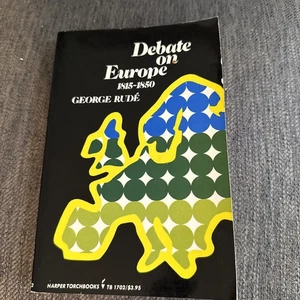 Debate
on
Europe
1815-1850
GEORGE RUDÉ
HARPER TORCHBOOKS TB 1702/$3.95